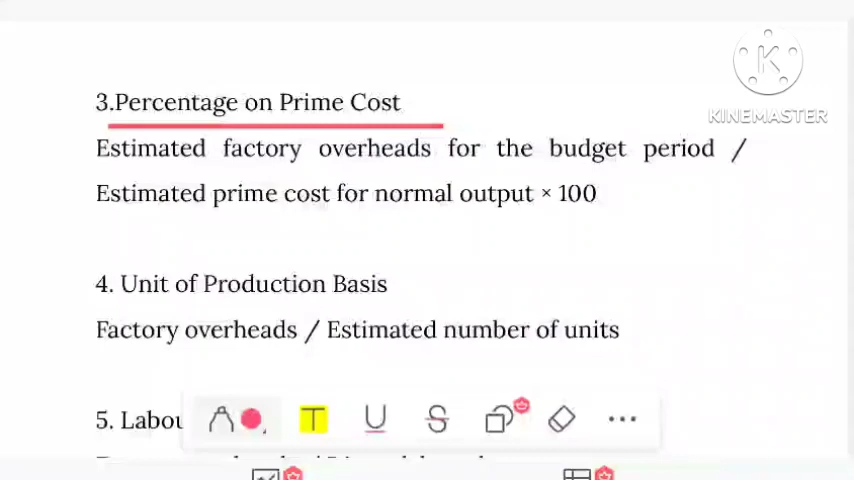 KINEMASTER
3.Percentage on Prime Cost
Estimated factory overheads for the budget period /
Estimated prime cost for normal output × 100
4. Unit of Production Basis
Factory overheads / Estimated number of units
5. Labou